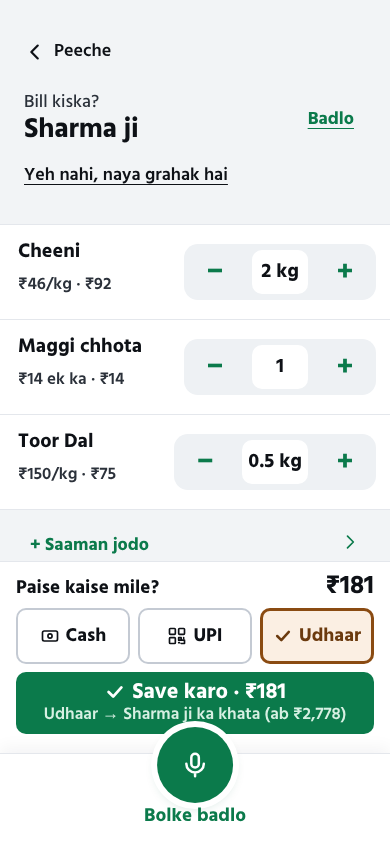 Peeche
Bill kiska?
Sharma ji
Badlo
Yeh nahi, naya grahak hai
Cheeni
₹46/kg · ₹92
− 2 kg +
Maggi chhota
₹14 ek ka · ₹14
− 1 +
Toor Dal
₹150/kg · ₹75
− 0.5 kg +
+ Saaman jodo
Paise kaise mile? ₹181
Cash UPI Udhaar
Save karo · ₹181
Udhaar → Sharma ji ka khata (ab ₹2,778)
Bolke badlo